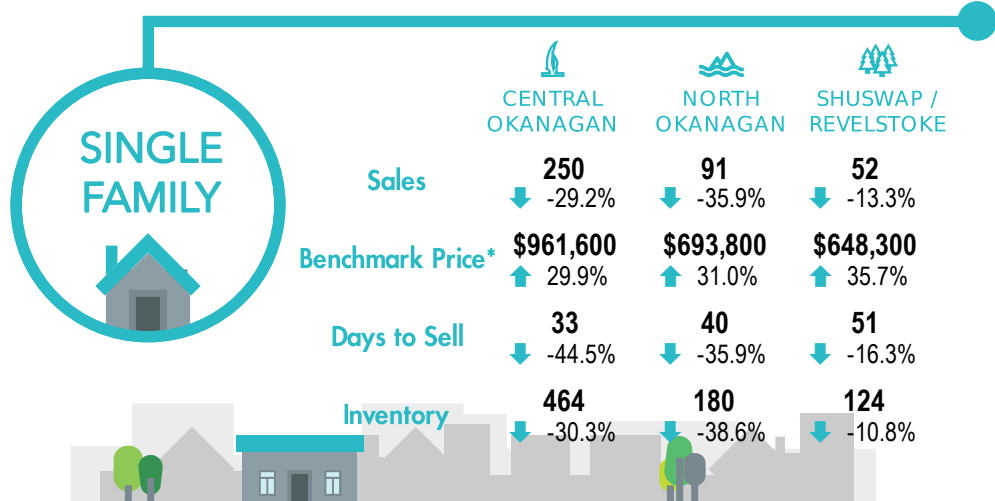 SINGLE
FAMILY
CENTRAL
OKANAGAN
NORTH
OKANAGAN
SHUSWAP /
REVELSTOKE
Sales
250 91 52
-29.2% -35.9% -13.3%
Benchmark Price*
$961,600 $693,800 $648,300
29.9% 31.0% 35.7%
Days to Sell
33 40 51
-44.5% -35.9% -16.3%
Inventory
464 180 124
-30.3% -38.6% -10.8%